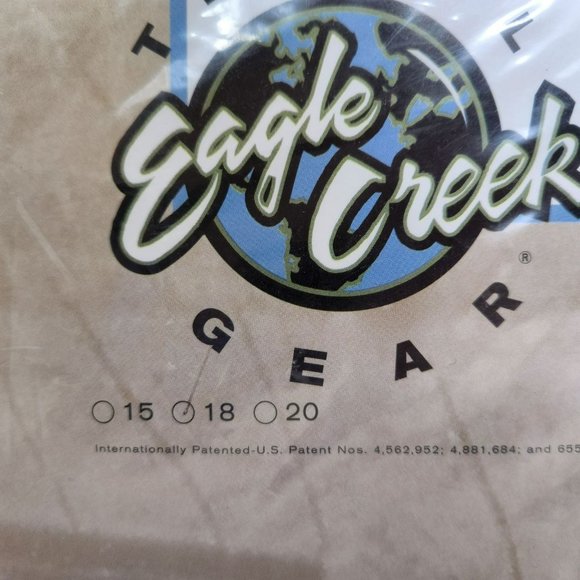 Eagle
Creek®
GEAR
15 18 20
Internationally Patented-U.S. Patent Nos. 4,562,952; 4,881,684; and 655